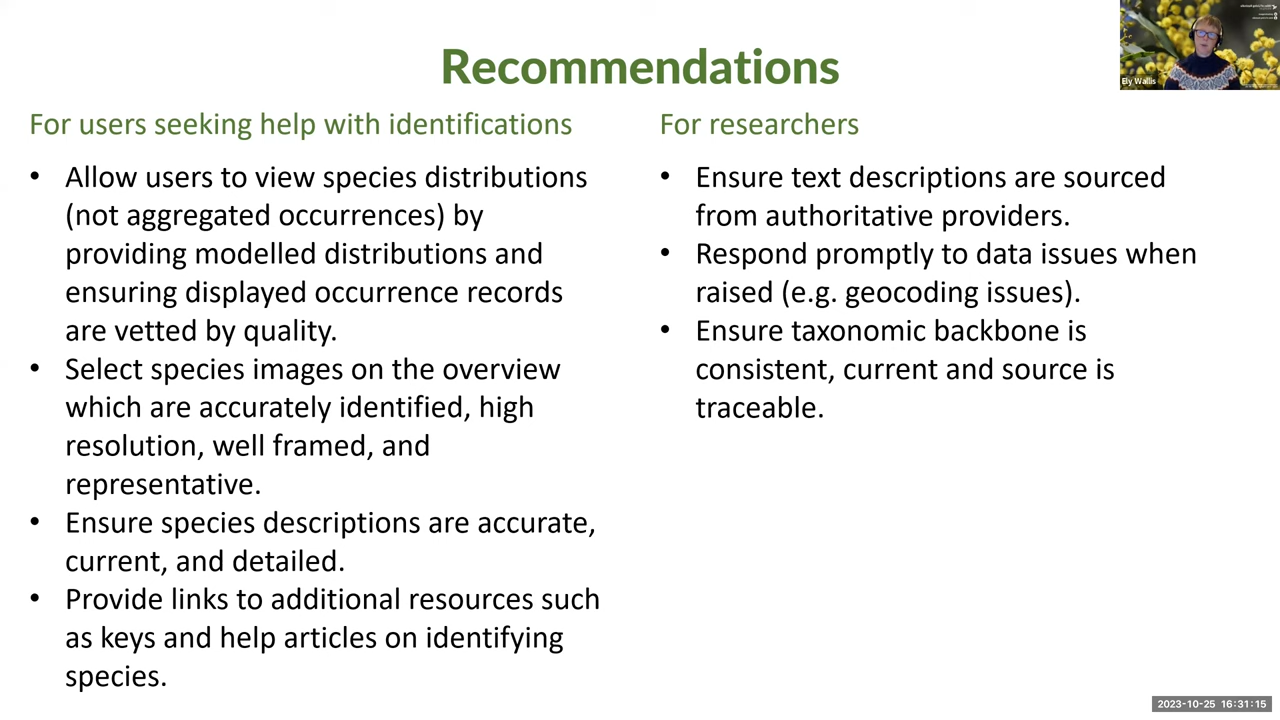 Recommendations
For users seeking help with identifications
• Allow users to view species distributions
(not aggregated occurrences) by
providing modelled distributions and
ensuring displayed occurrence records
are vetted by quality.
• Select species images on the overview
which are accurately identified, high
resolution, well framed, and
representative.
• Ensure species descriptions are accurate,
current, and detailed.
• Provide links to additional resources such
as keys and help articles on identifying
species.
For researchers
• Ensure text descriptions are sourced
from authoritative providers.
• Respond promptly to data issues when
raised (e.g. geocoding issues).
• Ensure taxonomic backbone is
consistent, current and source is
traceable.
Ely Wallis
2023-10-25 16:31:15